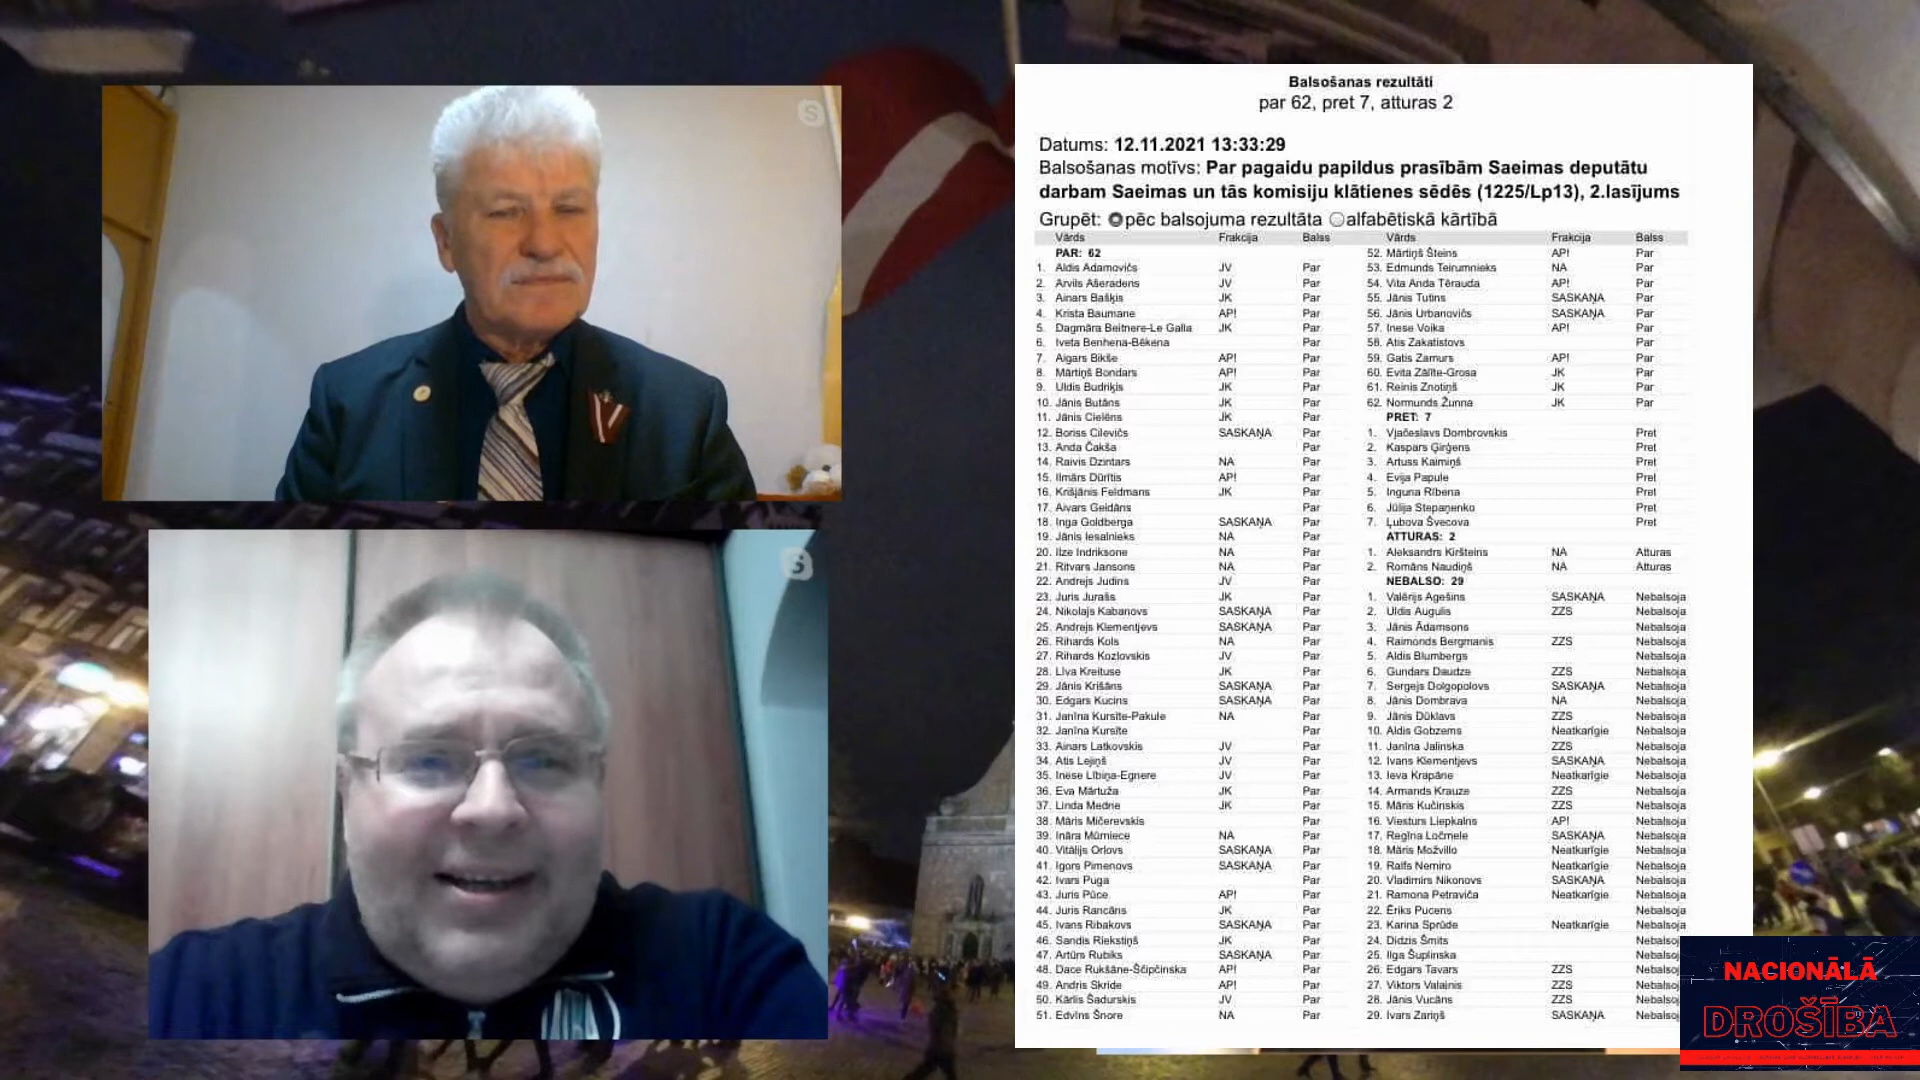 Balsošanas rezultāti
par 62, pret 7, atturas 2
Datums: 12.11.2021 13:33:29
Balsošanas motīvs: Par pagaidu papildus prasībām Saeimas deputātu
darbam Saeimas un tās komisiju klātienes sēdēs (1225/Lp13), 2.lasījums
Grupēt: pēc balsojuma rezultāta alfabētiskā kārtībā
Vārds Frakcija Balss
PAR: 62
1. Aldis Adamovičs JV Par
2. Arvils Ašeradens JV Par
3. Ainars Bašķis JK Par
4. Krista Baumane AP! Par
5. Dagmāra Beitnere-Le Galla JK Par
6. Iveta Benhena-Bēkena Par
7. Aigars Bikše AP! Par
8. Mārtiņš Bondars AP! Par
9. Uldis Budriķis JK Par
10. Jānis Butāns JK Par
11. Jānis Cielēns JK Par
12. Boriss Cilevičs SASKAŅA Par
13. Anda Čakša Par
14. Raivis Dzintars NA Par
15. Ilmārs Dūrītis AP! Par
16. Krišjānis Feldmans JK Par
17. Aivars Geidāns Par
18. Inga Goldberga SASKAŅA Par
19. Jānis Iesalnieks NA Par
20. Ilze Indriksone NA Par
21. Ritvars Jansons NA Par
22. Andrejs Judins JV Par
23. Juris Jurašs JK Par
24. Nikolajs Kabanovs SASKAŅA Par
25. Andrejs Klementjevs SASKAŅA Par
26. Rihards Kols NA Par
27. Rihards Kozlovskis JV Par
28. Līva Kreituse JK Par
29. Jānis Krišāns SASKAŅA Par
30. Edgars Kucins SASKAŅA Par
31. Janīna Kursīte-Pakule NA Par
32. Janīna Kursīte Par
33. Ainars Latkovskis JV Par
34. Atis Lejiņš JV Par
35. Inese Lībiņa-Egnere JV Par
36. Eva Mārtuža JK Par
37. Linda Medne JK Par
38. Māris Mičerevskis Par
39. Ināra Mūrniece NA Par
40. Vitālijs Orlovs SASKAŅA Par
41. Igors Pimenovs SASKAŅA Par
42. Ivars Puga Par
43. Juris Pūce AP! Par
44. Juris Rancāns JK Par
45. Ivans Ribakovs SASKAŅA Par
46. Sandis Riekstiņš JK Par
47. Artūrs Rubiks SASKAŅA Par
48. Dace Rukšāne-Ščipčinska AP! Par
49. Andris Skride AP! Par
50. Kārlis Šadurskis JV Par
51. Edvīns Šnore NA Par
Vārds Frakcija Balss
52. Mārtiņš Šteins AP! Par
53. Edmunds Teirumnieks NA Par
54. Vita Anda Tērauda AP! Par
55. Jānis Tutins SASKAŅA Par
56. Jānis Urbanovičs SASKAŅA Par
57. Inese Voika AP! Par
58. Atis Zakatistovs Par
59. Gatis Zamurs AP! Par
60. Evita Zālīte-Grosa JK Par
61. Reinis Znotiņš JK Par
62. Normunds Žunna JK Par
PRET: 7
1. Vjačeslavs Dombrovskis Pret
2. Kaspars Ģirģens Pret
3. Artuss Kaimiņš Pret
4. Evija Papule Pret
5. Inguna Rībena Pret
6. Jūlija Stepaņenko Pret
7. Ļubova Švecova Pret
ATTURAS: 2
1. Aleksandrs Kiršteins NA Atturas
2. Romāns Naudiņš NA Atturas
NEBALSO: 29
1. Valērijs Agešins SASKAŅA Nebalsoja
2. Uldis Augulis ZZS Nebalsoja
3. Jānis Ādamsons Nebalsoja
4. Raimonds Bergmanis ZZS Nebalsoja
5. Aldis Blumbergs Nebalsoja
6. Gundars Daudze ZZS Nebalsoja
7. Sergejs Dolgopolovs SASKAŅA Nebalsoja
8. Jānis Dombrava NA Nebalsoja
9. Jānis Dūklavs ZZS Nebalsoja
10. Aldis Gobzems Neatkarīgie Nebalsoja
11. Janīna Jalinska ZZS Nebalsoja
12. Ivans Klementjevs SASKAŅA Nebalsoja
13. Ieva Krapāne Neatkarīgie Nebalsoja
14. Armands Krauze ZZS Nebalsoja
15. Māris Kučinskis ZZS Nebalsoja
16. Viesturs Liepkalns AP! Nebalsoja
17. Regīna Ločmele SASKAŅA Nebalsoja
18. Māris Možvillo Neatkarīgie Nebalsoja
19. Ralfs Nemiro Neatkarīgie Nebalsoja
20. Vladimirs Nikonovs SASKAŅA Nebalsoja
21. Ramona Petraviča Neatkarīgie Nebalsoja
22. Ēriks Pucens Nebalsoja
23. Karina Sprūde Neatkarīgie Nebalsoja
24. Didzis Šmits Nebalsoj
25. Ilga Šuplinska Nebalsoj
26. Edgars Tavars ZZS Nebalsoj
27. Viktors Valainis ZZS Nebalsoj
28. Jānis Vucāns ZZS Nebalsoj
29. Ivars Zariņš SASKAŅA Nebalsoj
NACIONĀLĀ
DROŠĪBA